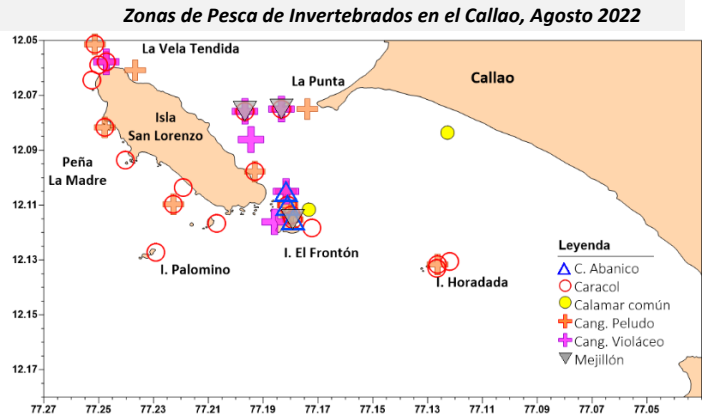 Zonas de Pesca de Invertebrados en el Callao, Agosto 2022
12.05
La Vela Tendida
La Punta
Callao
12.07
Isla
San Lorenzo
12.09
Peña
La Madre
12.11
I. El Frontón
Leyenda
12.13
I. Palomino
I. Horadada
C. Abanico
Caracol
Calamar común
12.15
Cang. Peludo
Cang. Violáceo
Mejillón
12.17
77.27 77.25 77.23 77.21 77.19 77.17 77.15 77.13 77.11 77.09 77.07 77.05